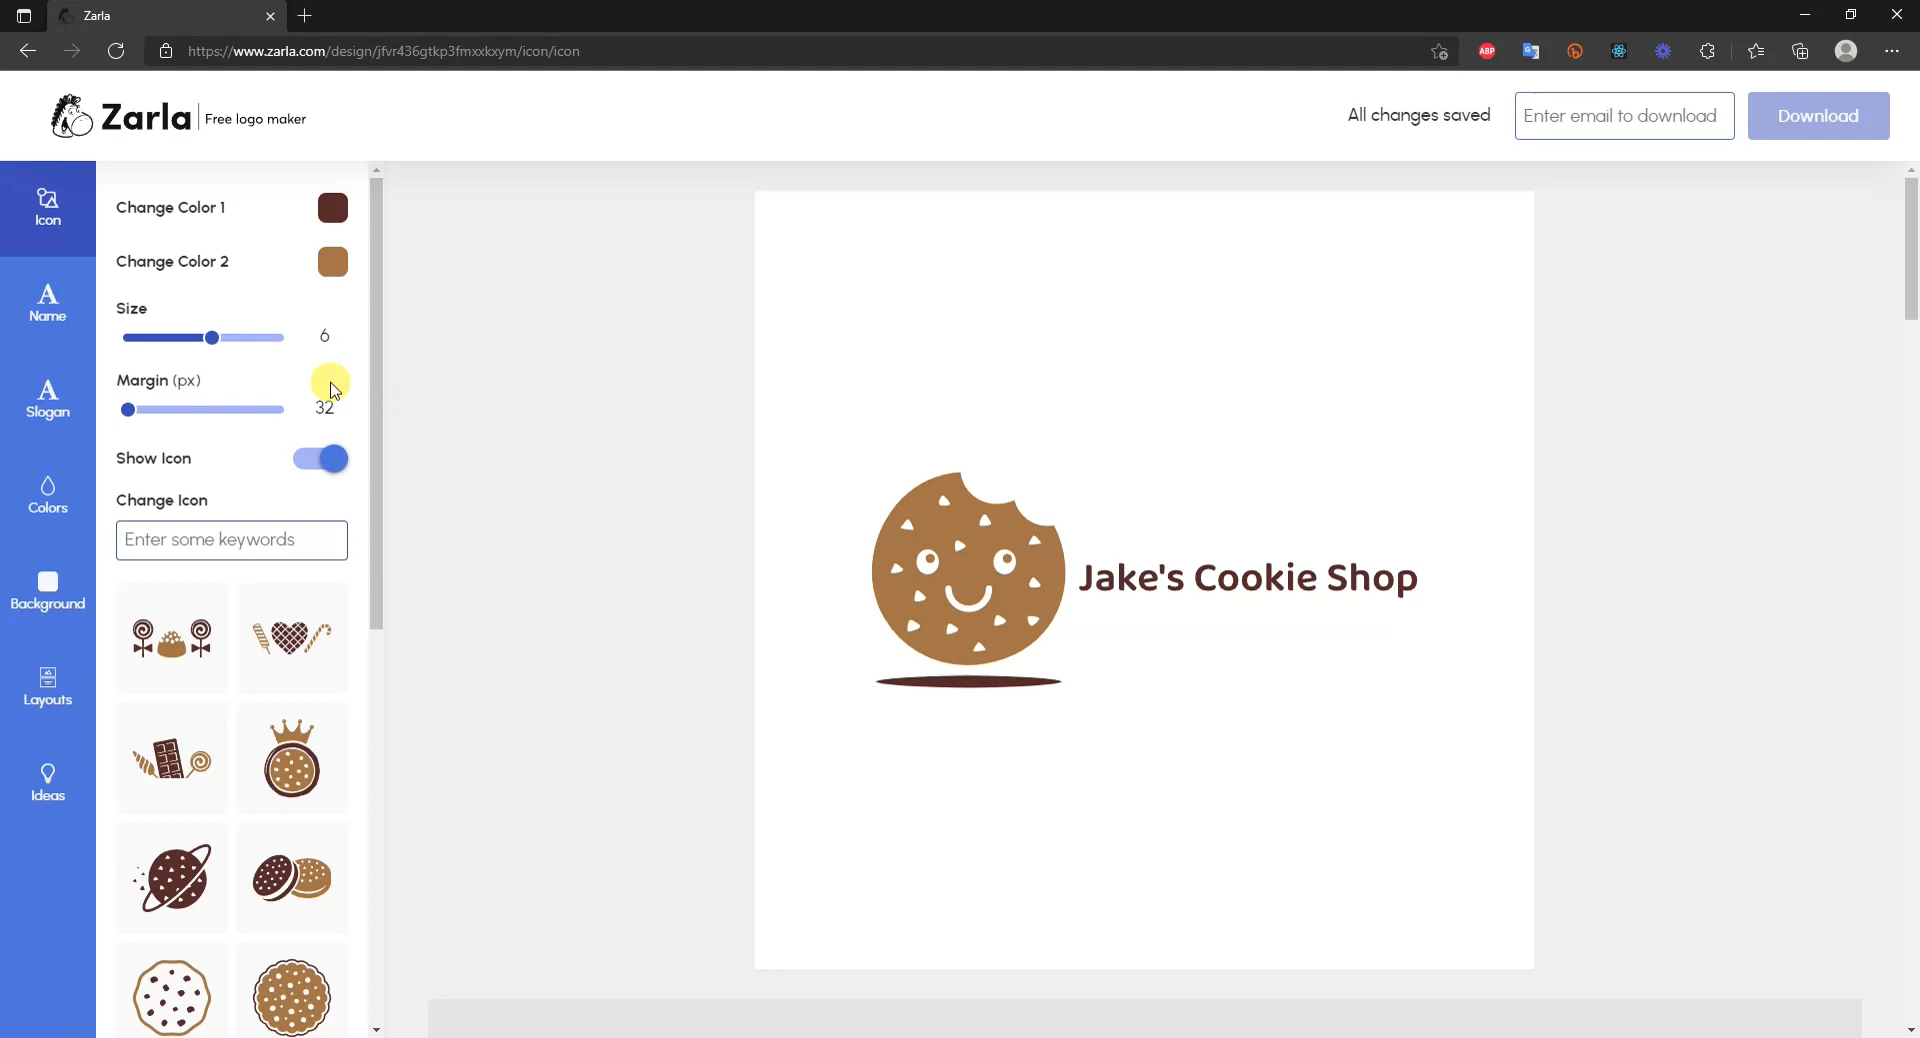 Zarla
https://www.zarla.com/design/jfvr436gtkp3fmxxkxym/icon/icon
ABP
Zarla
Free logo maker
All changes saved
Enter email to download
Download
Icon
Name
Slogan
Colors
Background
Layouts
Ideas
Change Color 1
Change Color 2
Size
6
Margin (px)
32
Show Icon
Change Icon
Enter some keywords
Jake's Cookie Shop